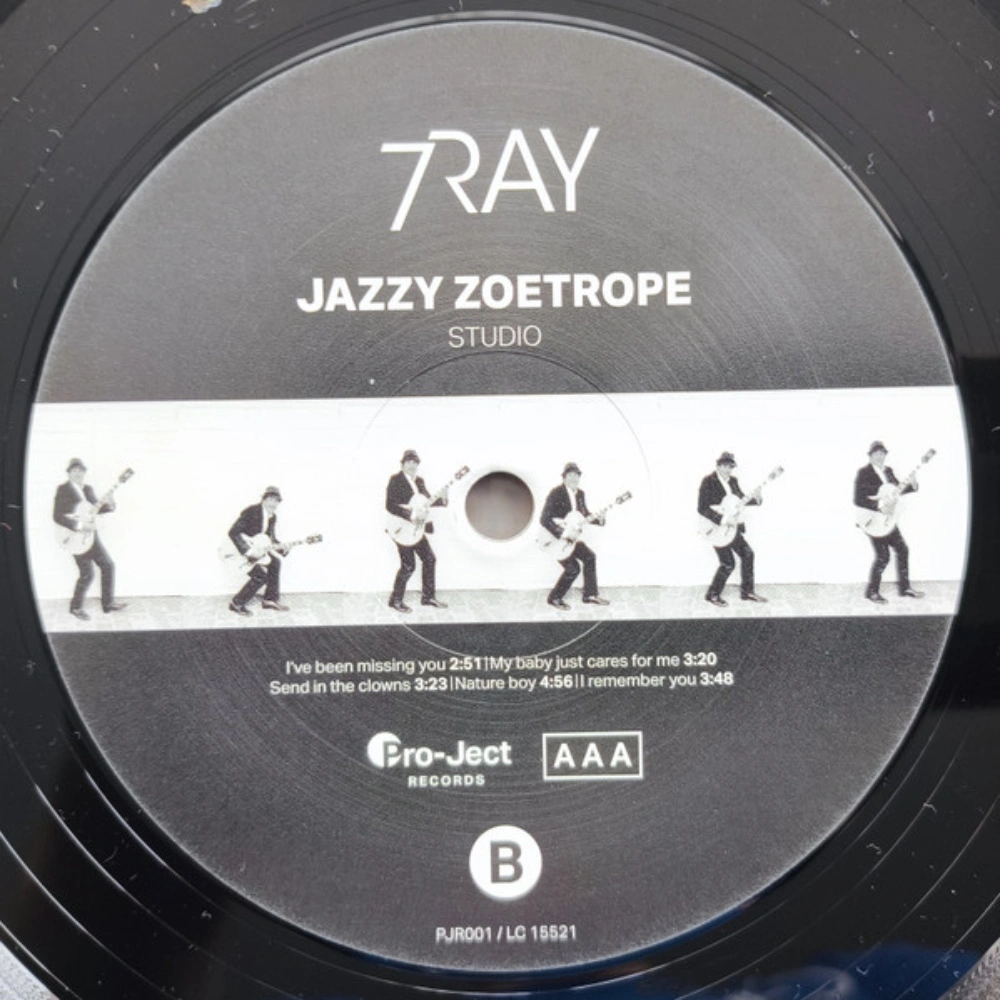 7RAY
JAZZY ZOETROPE
STUDIO
I've been missing you 2:51|My baby just cares for me 3:20
Send in the clowns 3:23|Nature boy 4:56||I remember you 3:48
Pro-Ject
RECORDS
AAA
B
PJR001 / LC 15521